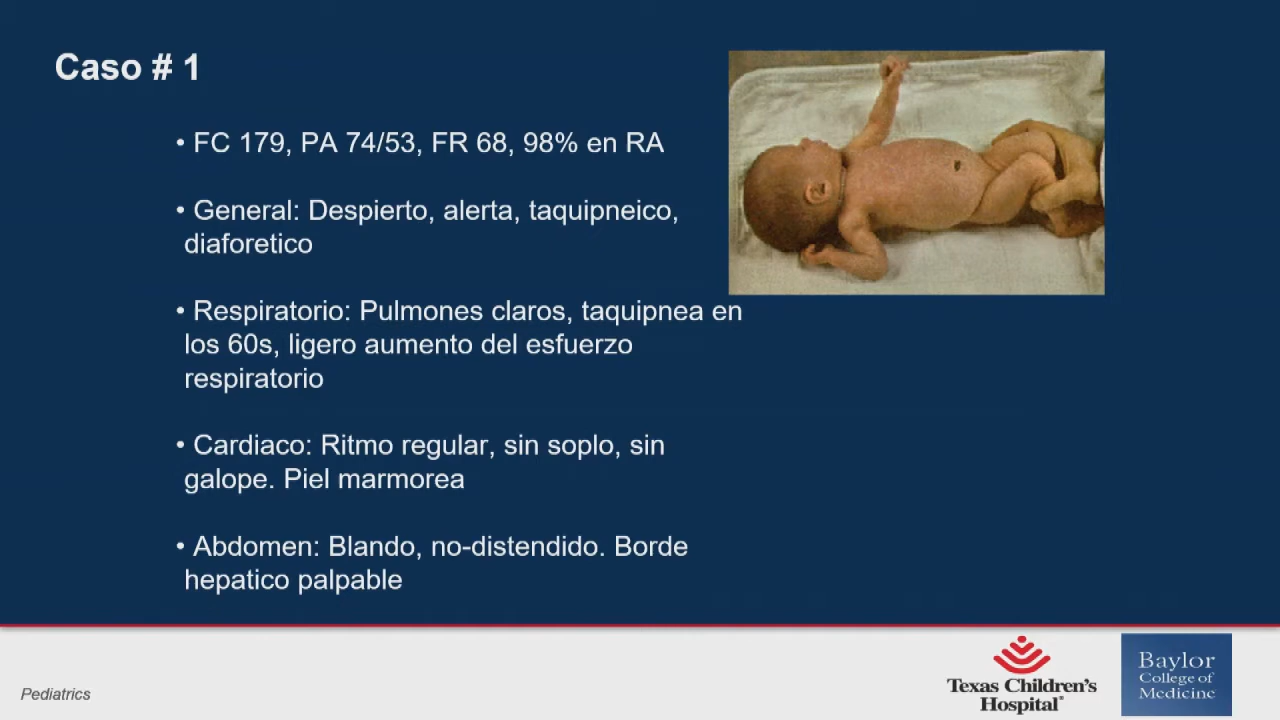 Caso # 1
• FC 179, PA 74/53, FR 68, 98% en RA
• General: Despierto, alerta, taquipneico,
diaforetico
• Respiratorio: Pulmones claros, taquipnea en
los 60s, ligero aumento del esfuerzo
respiratorio
• Cardiaco: Ritmo regular, sin soplo, sin
galope. Piel marmorea
• Abdomen: Blando, no-distendido. Borde
hepatico palpable
Pediatrics
Texas Children's
Hospital®
Baylor
College of
Medicine